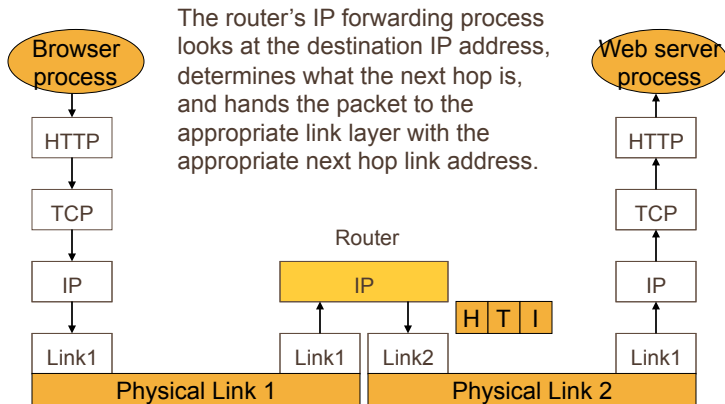 The router's IP forwarding process
looks at the destination IP address,
determines what the next hop is,
and hands the packet to the
appropriate link layer with the
appropriate next hop link address.
Browser
process
HTTP
TCP
IP
Link1
Router
IP
Link1
Link2
H T I
Web server
process
HTTP
TCP
IP
Link1
Physical Link 1
Physical Link 2